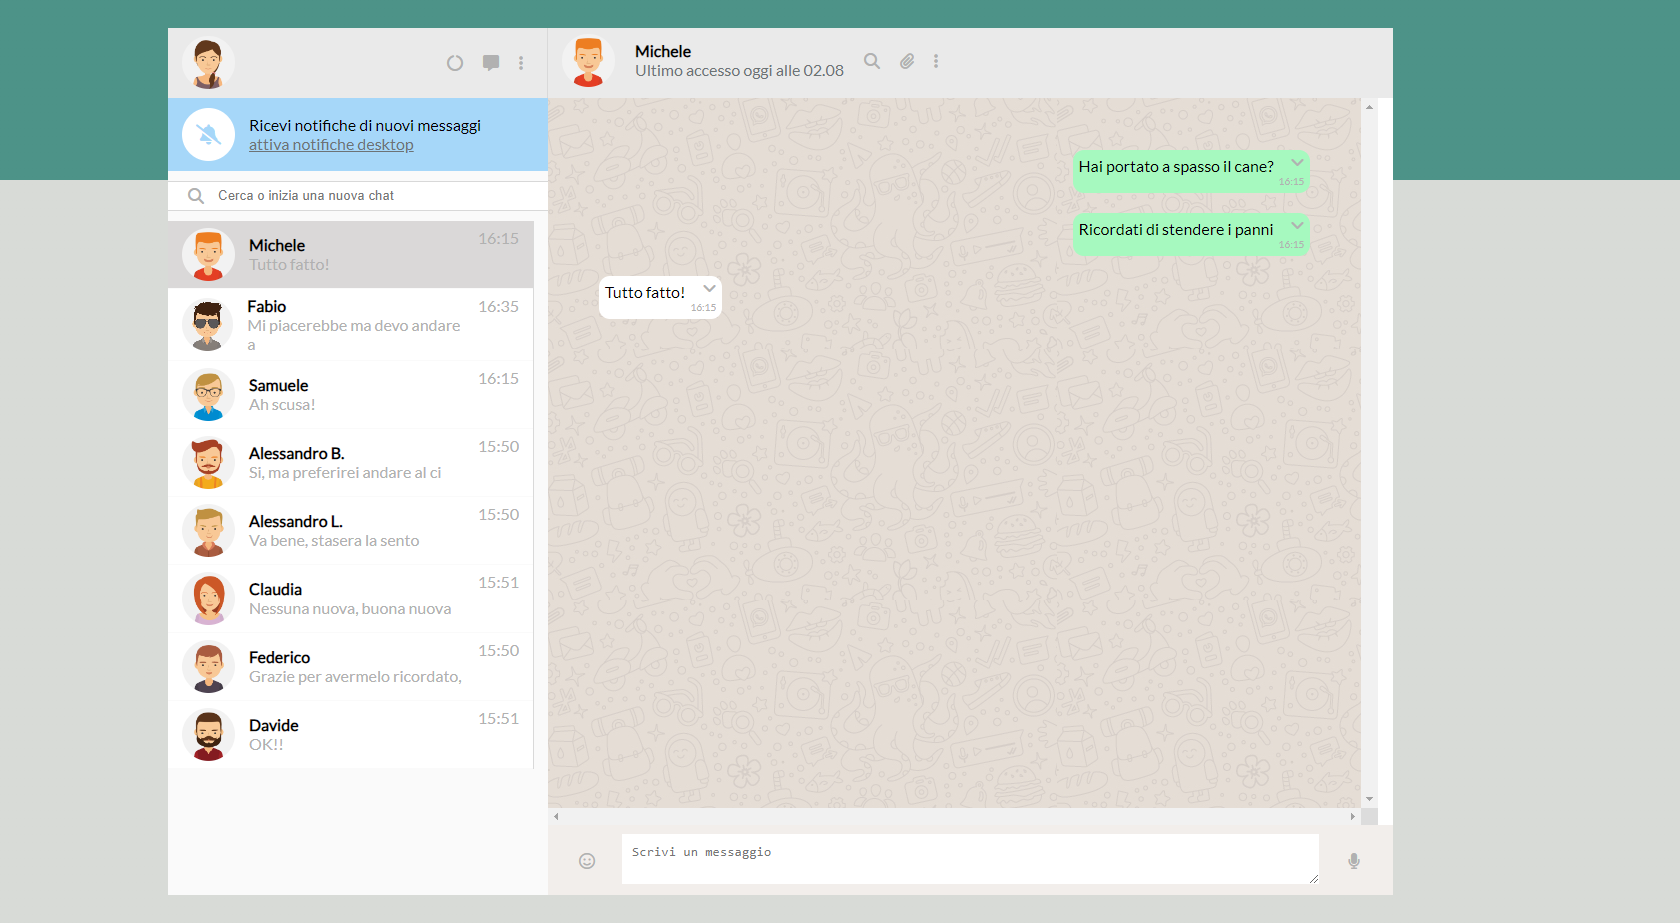 Ricevi notifiche di nuovi messaggi
attiva notifiche desktop
Cerca o inizia una nuova chat
Michele
16:15
Tutto fatto!
Fabio
16:35
Mi piacerebbe ma devo andare
a
Samuele
16:15
Ah scusa!
Alessandro B.
15:50
Si, ma preferirei andare al ci
Alessandro L.
15:50
Va bene, stasera la sento
Claudia
15:51
Nessuna nuova, buona nuova
Federico
15:50
Grazie per avermelo ricordato,
Davide
15:51
OK!!
Michele
Ultimo accesso oggi alle 02.08
Hai portato a spasso il cane?
16:15
Ricordati di stendere i panni
16:15
Tutto fatto!
16:15
Scrivi un messaggio